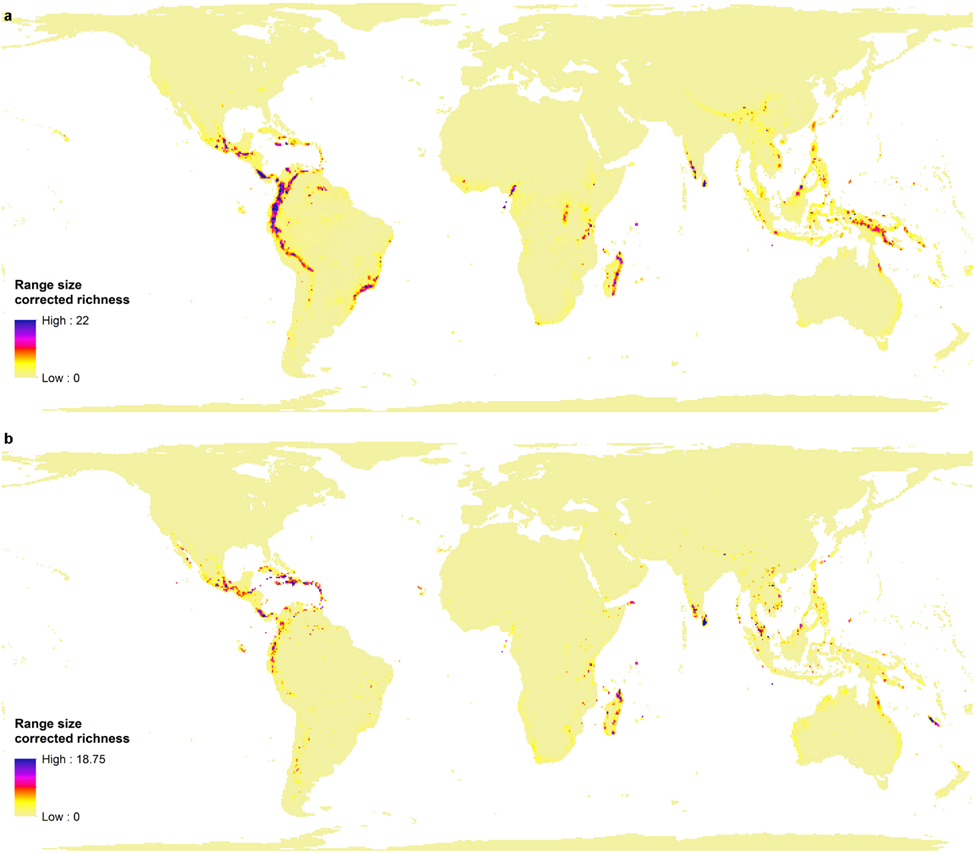 a
Range size
corrected richness
High : 22
Low : 0
b
Range size
corrected richness
High : 18.75
Low : 0